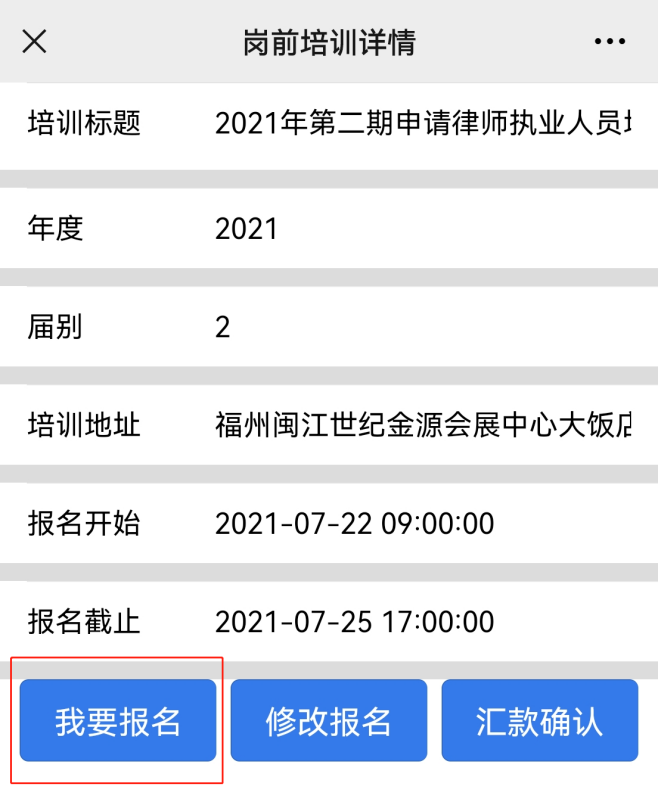 岗前培训详情
培训标题 2021年第二期申请律师执业人员
年度 2021
届别 2
培训地址 福州闽江世纪金源会展中心大饭店
报名开始 2021-07-22 09:00:00
报名截止 2021-07-25 17:00:00
我要报名 修改报名 汇款确认